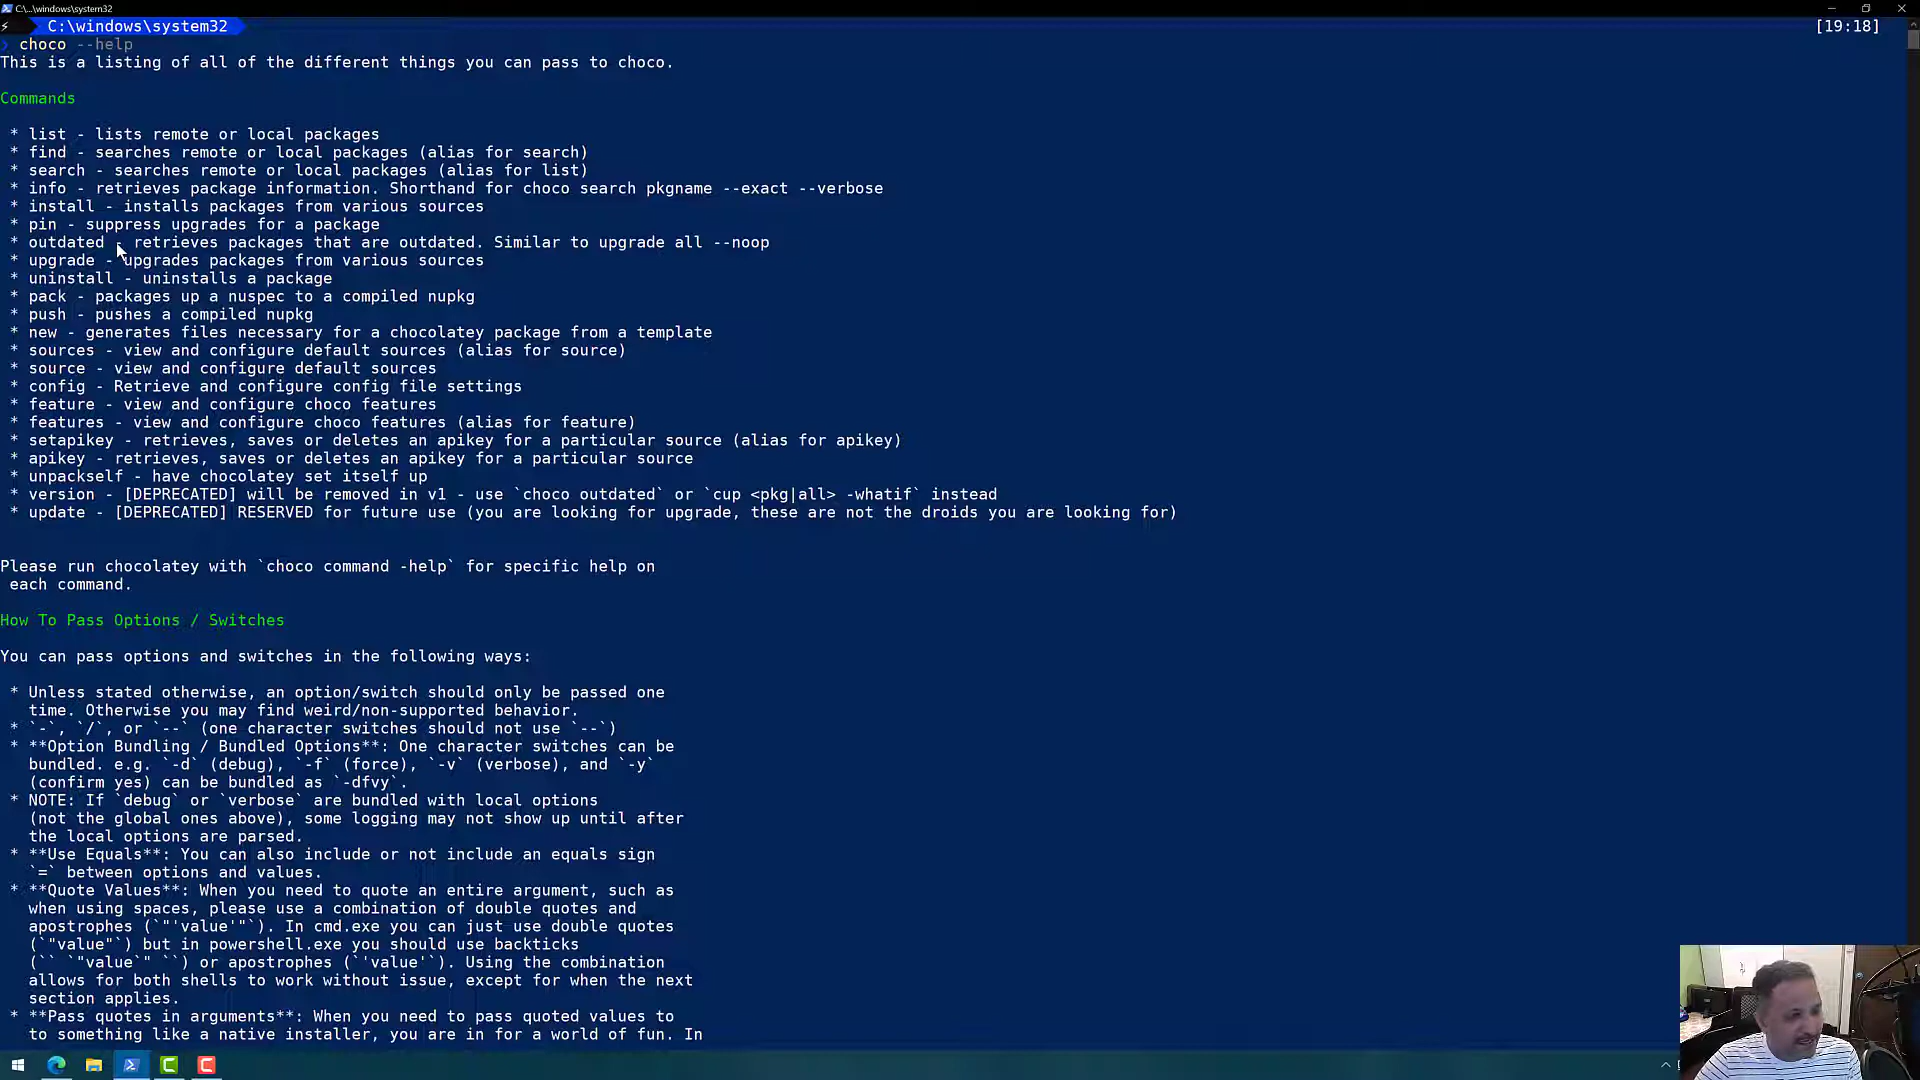 C:\...\windows\system32
C:\windows\system32
[19:18]
choco --help
This is a listing of all of the different things you can pass to choco.
Commands
* list - lists remote or local packages
* find - searches remote or local packages (alias for search)
* search - searches remote or local packages (alias for list)
* info - retrieves package information. Shorthand for choco search pkgname --exact --verbose
* install - installs packages from various sources
* pin - suppress upgrades for a package
* outdated - retrieves packages that are outdated. Similar to upgrade all --noop
* upgrade - upgrades packages from various sources
* uninstall - uninstalls a package
* pack - packages up a nuspec to a compiled nupkg
* push - pushes a compiled nupkg
* new - generates files necessary for a chocolatey package from a template
* sources - view and configure default sources (alias for source)
* source - view and configure default sources
* config - Retrieve and configure config file settings
* feature - view and configure choco features
* features - view and configure choco features (alias for feature)
* setapikey - retrieves, saves or deletes an apikey for a particular source (alias for apikey)
* apikey - retrieves, saves or deletes an apikey for a particular source
* unpackself - have chocolatey set itself up
* version - [DEPRECATED] will be removed in v1 - use `choco outdated` or `cup <pkg|all> -whatif` instead
* update - [DEPRECATED] RESERVED for future use (you are looking for upgrade, these are not the droids you are looking for)
Please run chocolatey with `choco command -help` for specific help on
each command.
How To Pass Options / Switches
You can pass options and switches in the following ways:
* Unless stated otherwise, an option/switch should only be passed one
time. Otherwise you may find weird/non-supported behavior.
* `-`, `/`, or `--` (one character switches should not use `--`)
* **Option Bundling / Bundled Options**: One character switches can be
bundled. e.g. `-d` (debug), `-f` (force), `-v` (verbose), and `-y`
(confirm yes) can be bundled as `-dfvy`.
* NOTE: If `debug` or `verbose` are bundled with local options
(not the global ones above), some logging may not show up until after
the local options are parsed.
* **Use Equals**: You can also include or not include an equals sign
`=` between options and values.
* **Quote Values**: When you need to quote an entire argument, such as
when using spaces, please use a combination of double quotes and
apostrophes (`"'value'"`). In cmd.exe you can just use double quotes
(`"value"`) but in powershell.exe you should use backticks
(`` `"value`" ``) or apostrophes (`'value'`). Using the combination
allows for both shells to work without issue, except for when the next
section applies.
* **Pass quotes in arguments**: When you need to pass quoted values to
to something like a native installer, you are in for a world of fun. In